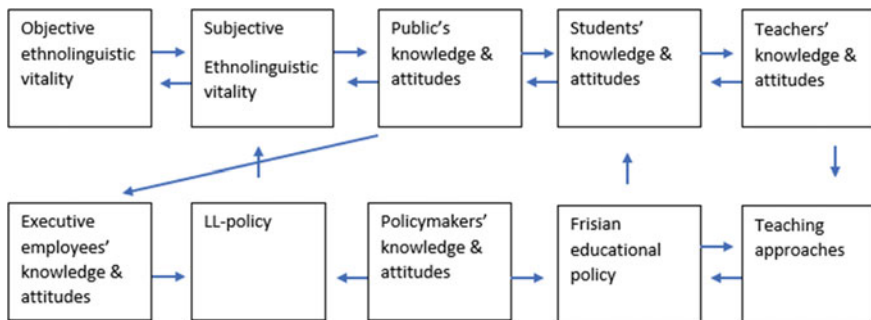 Objective
ethnolinguistic
vitality
Subjective
Ethnolinguistic
vitality
Public's
knowledge &
attitudes
Students'
knowledge &
attitudes
Teachers'
knowledge &
attitudes
Executive
employees'
knowledge &
attitudes
LL-policy
Policymakers'
knowledge &
attitudes
Frisian
educational
policy
Teaching
approaches